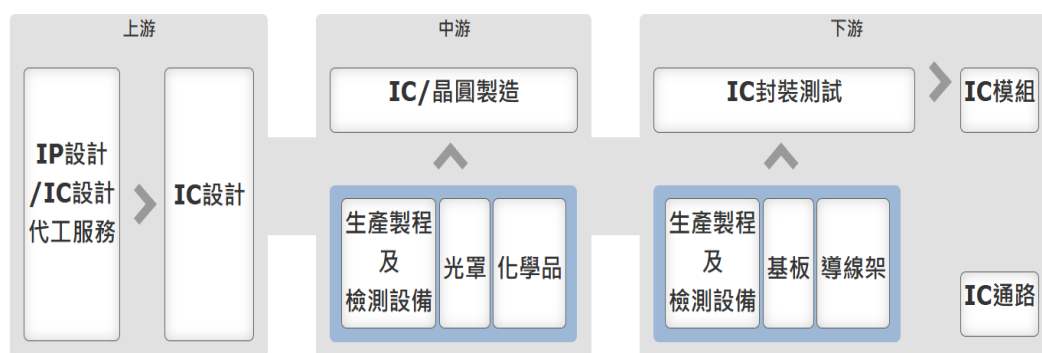 上游
IP設計
/IC設計
代工服務
IC設計
中游
IC/晶圓製造
生產製程
及
檢測設備
光罩
化學品
下游
IC封裝測試
IC模組
生產製程
及
檢測設備
基板
導線架
IC通路